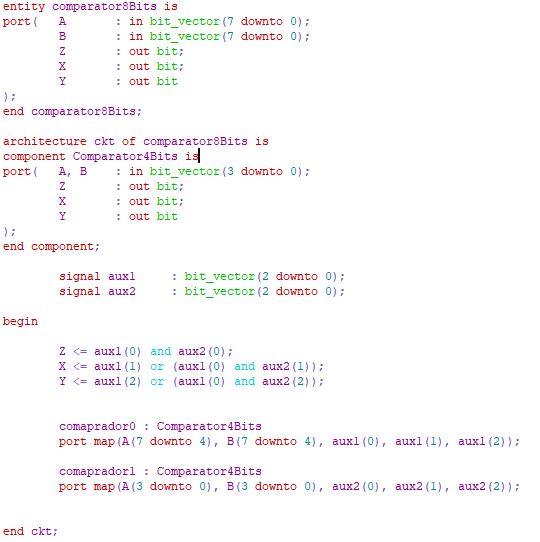 entity comparator8Bits is
port(   A       : in bit_vector(7 downto 0);
        B       : in bit_vector(7 downto 0);
        Z       : out bit;
        X       : out bit;
        Y       : out bit
);
end comparator8Bits;
architecture ckt of comparator8Bits is
component Comparator4Bits is
port(   A, B    : in bit_vector(3 downto 0);
        Z       : out bit;
        X       : out bit;
        Y       : out bit
);
end component;
        signal aux1     : bit_vector(2 downto 0);
        signal aux2     : bit_vector(2 downto 0);
begin
        Z <= aux1(0) and aux2(0);
        X <= aux1(1) or (aux1(0) and aux2(1));
        Y <= aux1(2) or (aux1(0) and aux2(2));
        comaprador0 : Comparator4Bits
        port map(A(7 downto 4), B(7 downto 4), aux1(0), aux1(1), aux1(2));
        comaprador1 : Comparator4Bits
        port map(A(3 downto 0), B(3 downto 0), aux2(0), aux2(1), aux2(2));
end ckt;